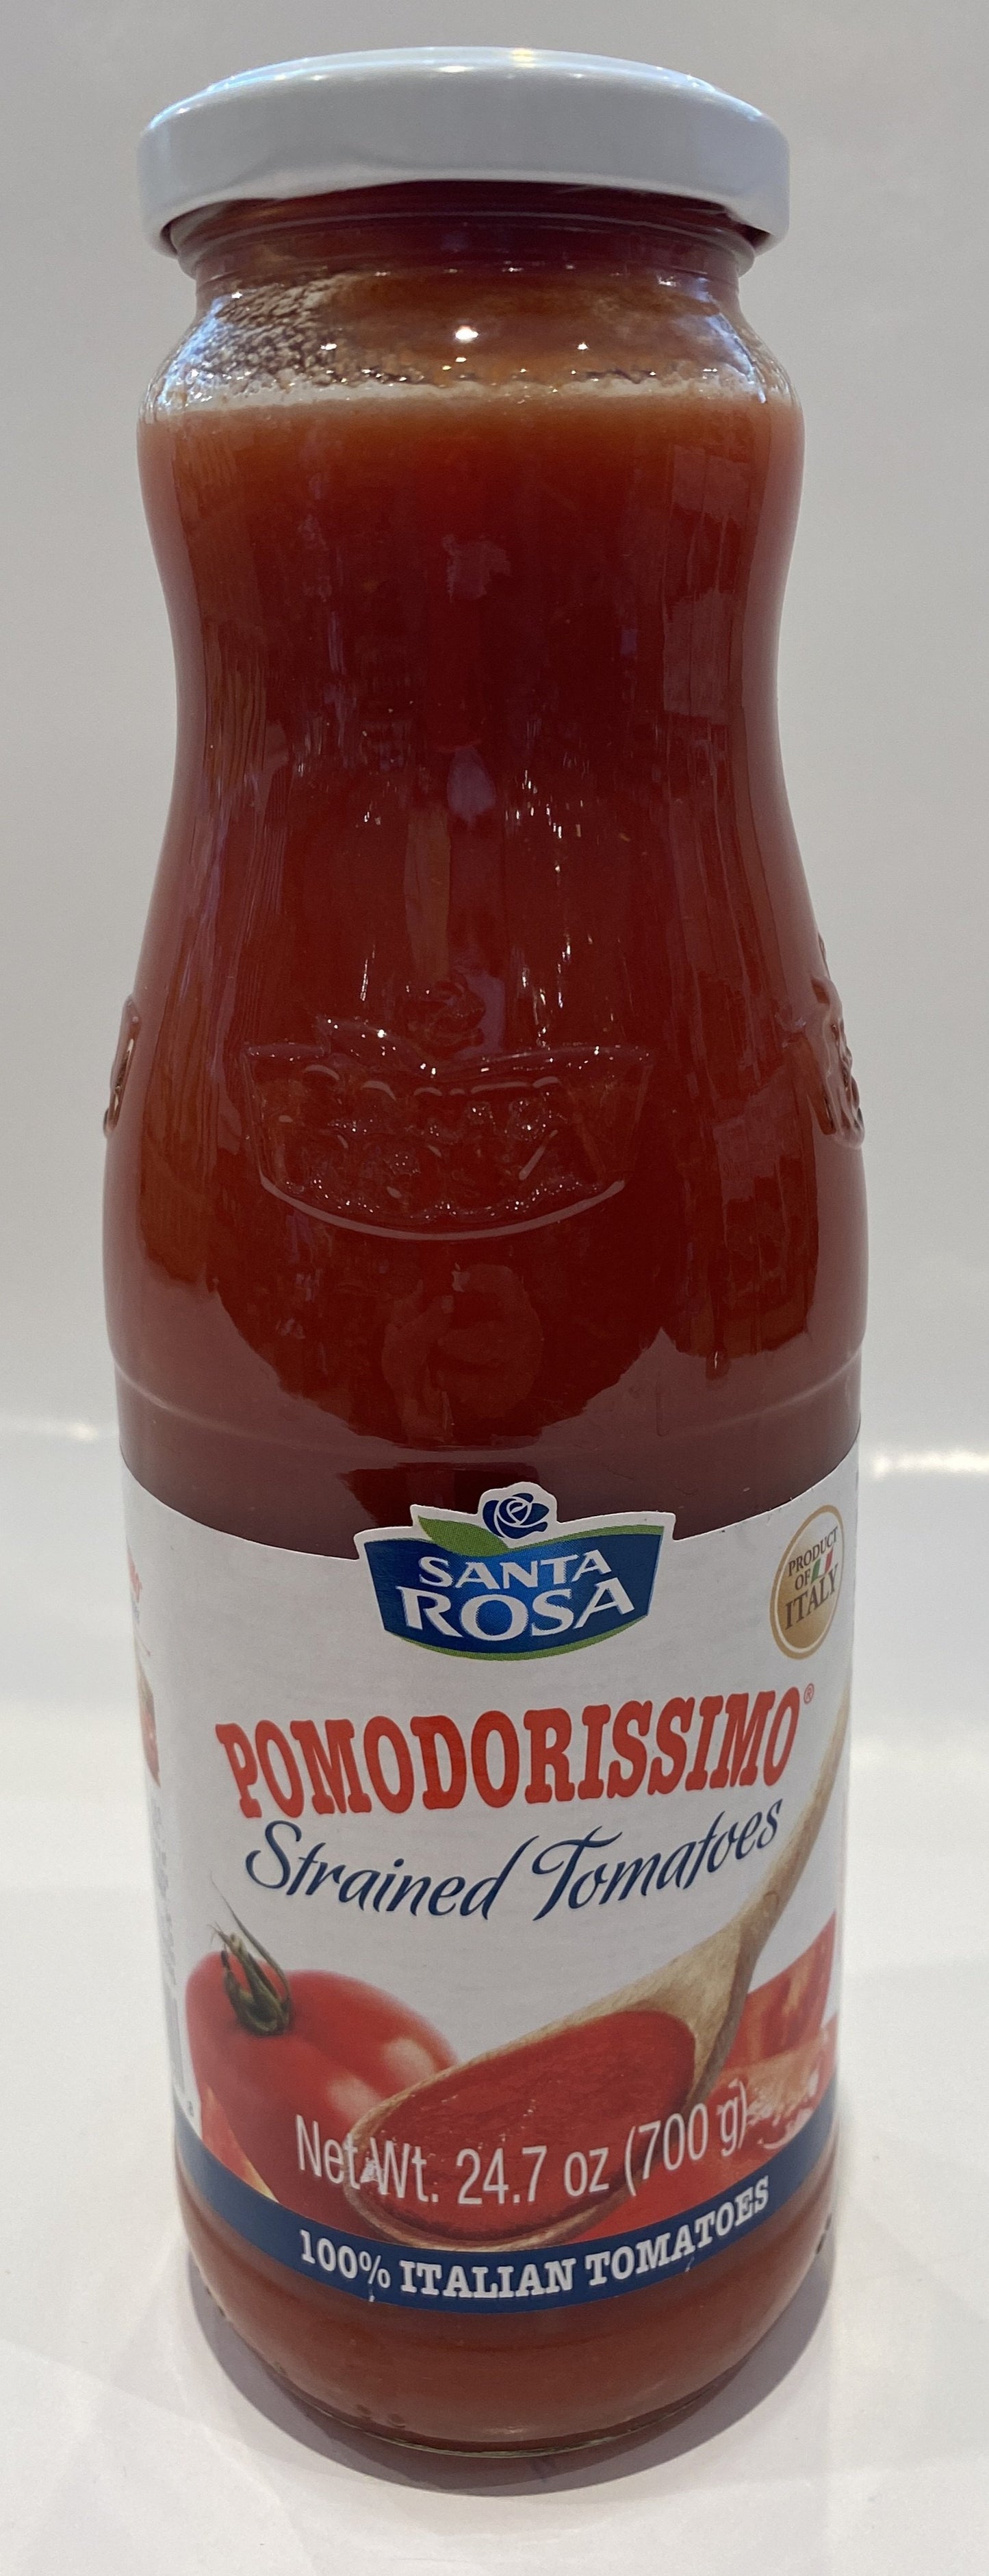 SANTA
ROSA
PRODUCT
OF
ITALY
POMODORISSIMO®
Strained Tomatoes
Net Wt. 24.7 oz (700 g)
100% ITALIAN TOMATOES